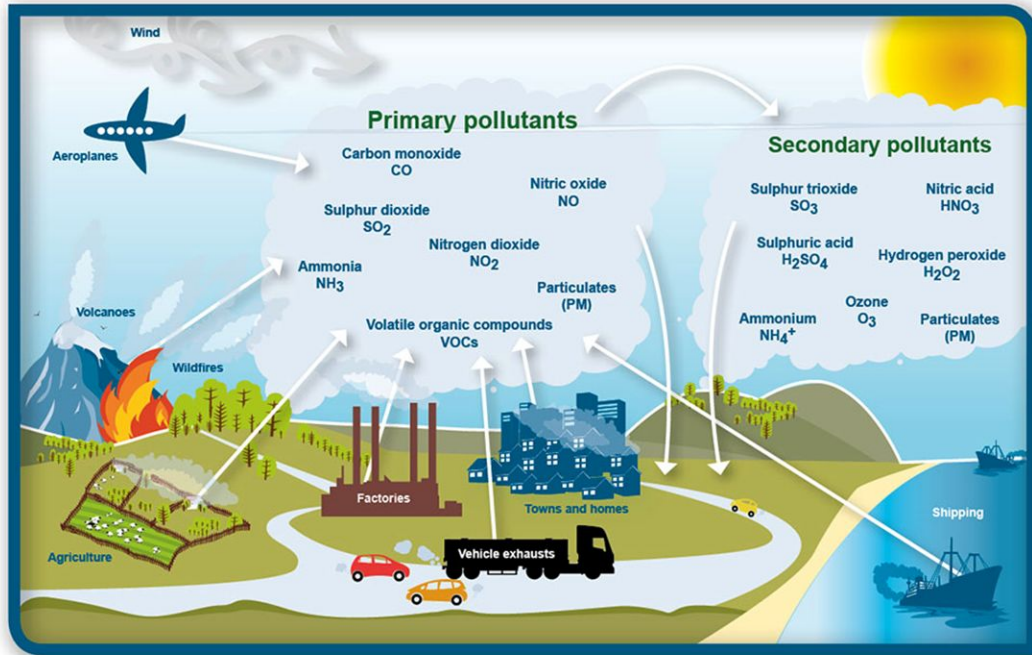 Wind
Aeroplanes
Primary pollutants
Carbon monoxide
CO
Nitric oxide
NO
Sulphur dioxide
SO₂
Nitrogen dioxide
NO₂
Ammonia
NH₃
Particulates
(PM)
Volatile organic compounds
VOCs
Secondary pollutants
Sulphur trioxide
SO₃
Nitric acid
HNO₃
Sulphuric acid
H₂SO₄
Hydrogen peroxide
H₂O₂
Ozone
O₃
Ammonium
NH₄⁺
Particulates
(PM)
Volcanoes
Wildfires
Agriculture
Factories
Towns and homes
Vehicle exhausts
Shipping